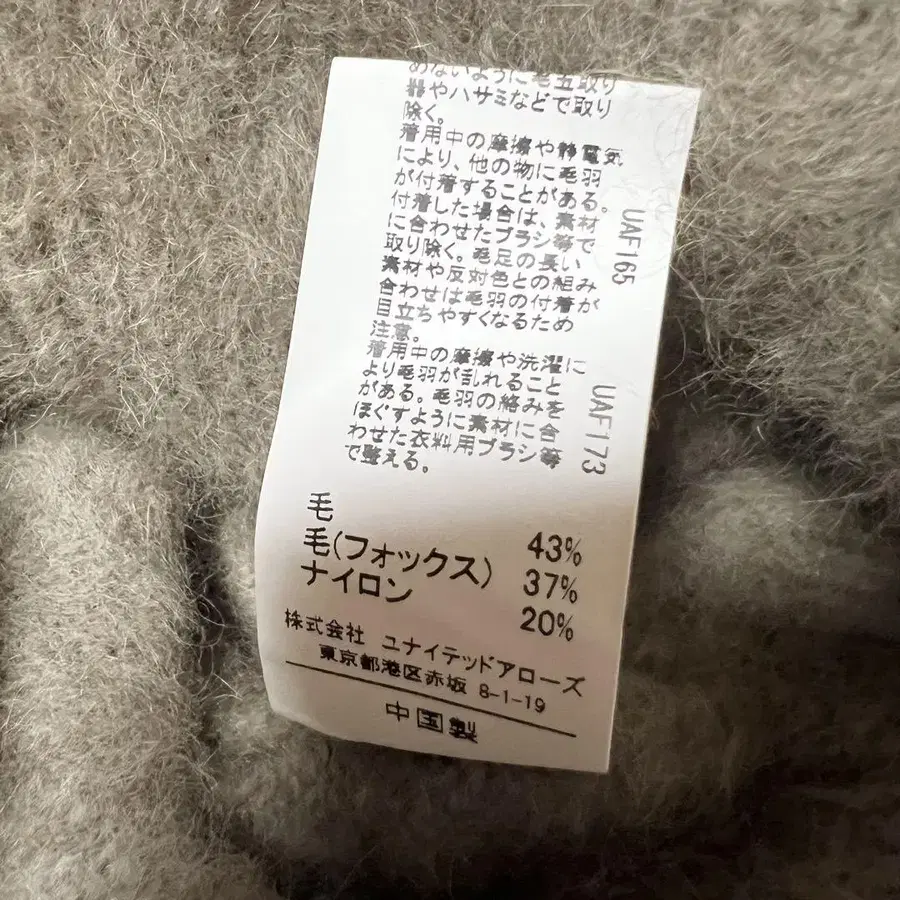 めないように毛玉取り
器やハサミなどで取り
除く。
着用中の摩擦や静電気
により、他の物に毛羽
が付着することがある。
付着した場合は、素材
に合わせたブラシ等で
取り除く。毛足の長い
素材や反対色との組み
合わせは毛羽の付着が
目立ちやすくなるため
注意。
着用中の摩擦や洗濯に
より毛羽が乱れること
がある。毛羽の絡みを
ほぐすように素材に合
わせた衣料用ブラシ等
で整える。
UAF165
UAF173
毛 43%
毛(フォックス) 37%
ナイロン 20%
株式会社 ユナイテッドアローズ
東京都港区赤坂 8-1-19
中国製